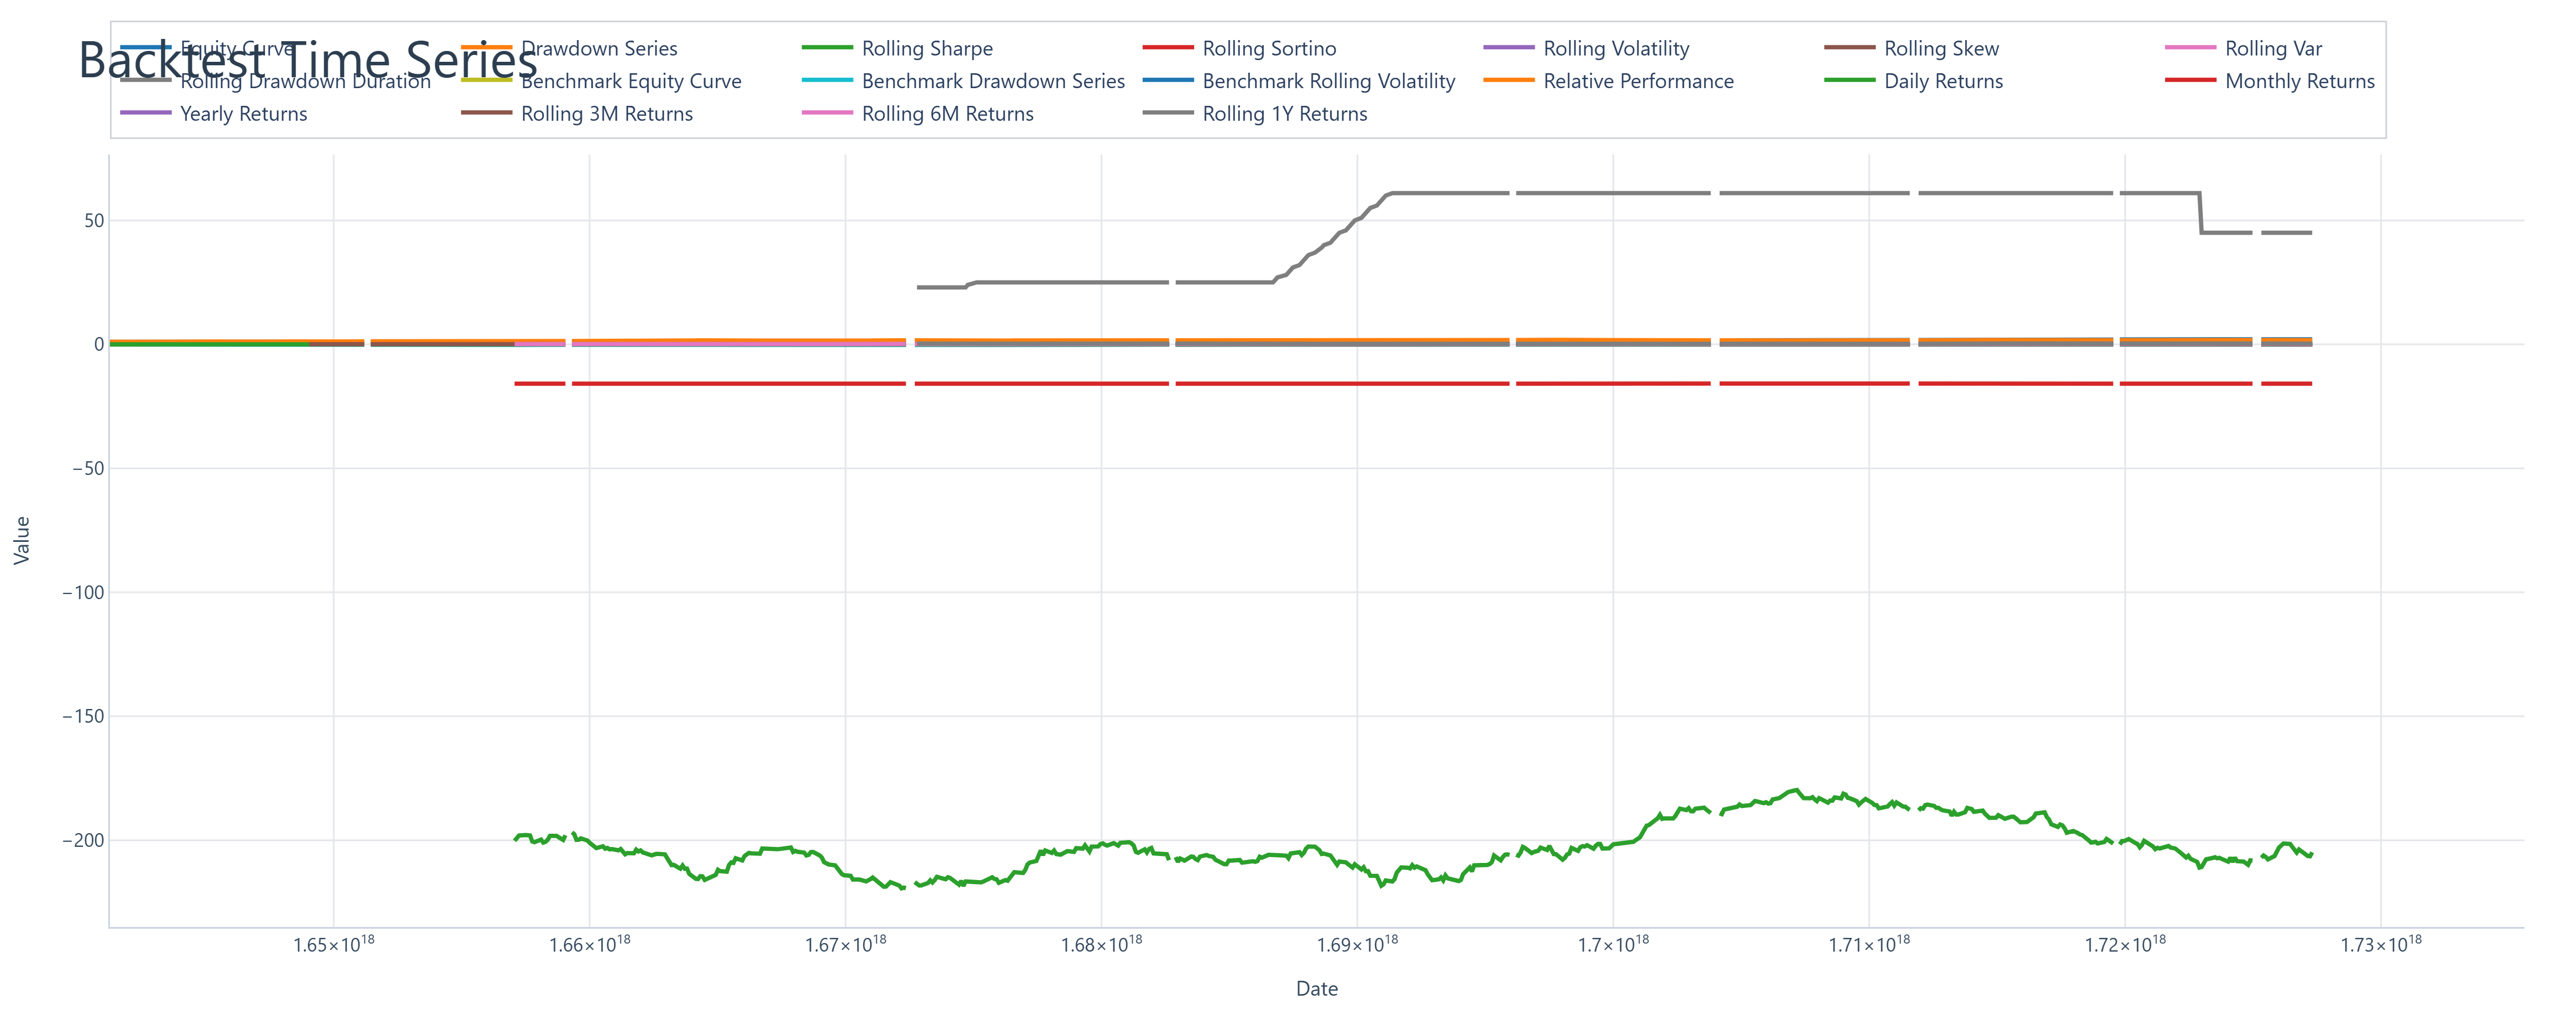 Backtest Time Series
Equity Curve Drawdown Series Rolling Sharpe Rolling Sortino Rolling Volatility Rolling Skew Rolling Var
Rolling Drawdown Duration Benchmark Equity Curve Benchmark Drawdown Series Benchmark Rolling Volatility Relative Performance Daily Returns Monthly Returns
Yearly Returns Rolling 3M Returns Rolling 6M Returns Rolling 1Y Returns
50
0
−50
−100
−150
−200
Value
1.65×10¹⁸ 1.66×10¹⁸ 1.67×10¹⁸ 1.68×10¹⁸ 1.69×10¹⁸ 1.7×10¹⁸ 1.71×10¹⁸ 1.72×10¹⁸ 1.73×10¹⁸
Date